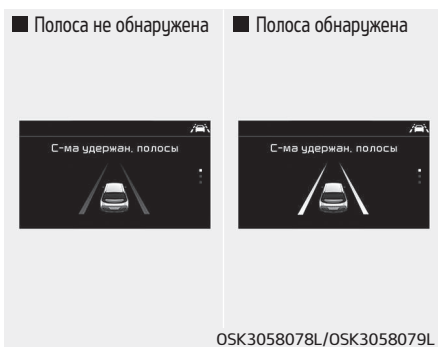 Полоса не обнаружена
Полоса обнаружена
С-ма удержан. полосы
С-ма удержан. полосы
OSK3058078L/OSK3058079L